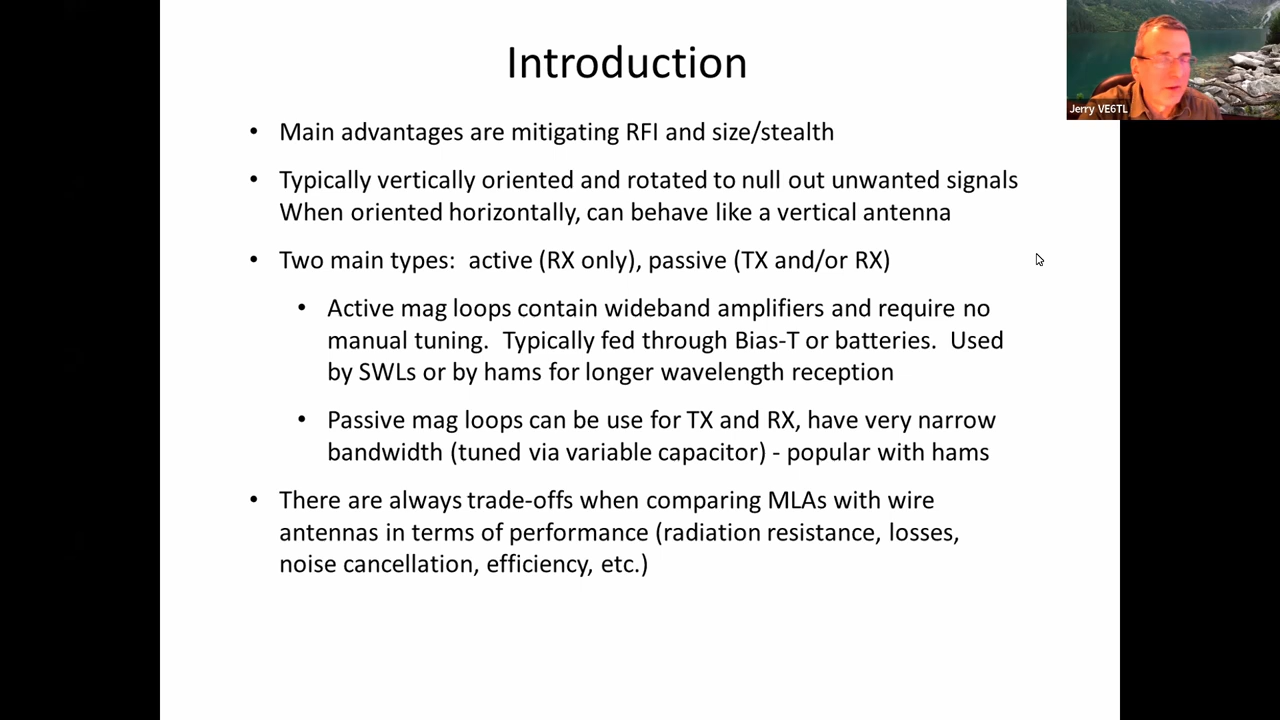 Introduction
Jerry VE6TL
• Main advantages are mitigating RFI and size/stealth
• Typically vertically oriented and rotated to null out unwanted signals
When oriented horizontally, can behave like a vertical antenna
• Two main types:  active (RX only), passive (TX and/or RX)
• Active mag loops contain wideband amplifiers and require no
manual tuning.  Typically fed through Bias-T or batteries.  Used
by SWLs or by hams for longer wavelength reception
• Passive mag loops can be use for TX and RX, have very narrow
bandwidth (tuned via variable capacitor) - popular with hams
• There are always trade-offs when comparing MLAs with wire
antennas in terms of performance (radiation resistance, losses,
noise cancellation, efficiency, etc.)